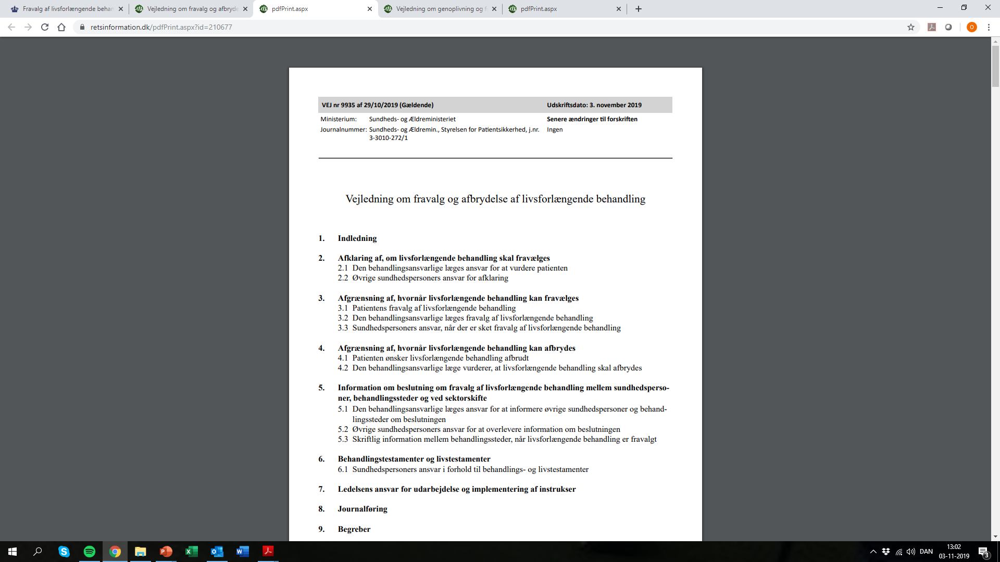 Fravalg af livsforlængende behan
Vejledning om fravalg og afbryde
pdfPrint.aspx
Vejledning om genoplivning og f
pdfPrint.aspx
retsinformation.dk/pdfPrint.aspx?id=210677
O
VEJ nr 9935 af 29/10/2019 (Gældende)
Udskriftsdato: 3. november 2019
Ministerium: Sundheds- og Ældreministeriet
Senere ændringer til forskriften
Journalnummer: Sundheds- og Ældremin., Styrelsen for Patientsikkerhed, j.nr.
3-3010-272/1
Ingen
Vejledning om fravalg og afbrydelse af livsforlængende behandling
1. Indledning
2. Afklaring af, om livsforlængende behandling skal fravælges
2.1 Den behandlingsansvarlige læges ansvar for at vurdere patienten
2.2 Øvrige sundhedspersoners ansvar for afklaring
3. Afgrænsning af, hvornår livsforlængende behandling kan fravælges
3.1 Patientens fravalg af livsforlængende behandling
3.2 Den behandlingsansvarlige læges fravalg af livsforlængende behandling
3.3 Sundhedspersoners ansvar, når der er sket fravalg af livsforlængende behandling
4. Afgrænsning af, hvornår livsforlængende behandling kan afbrydes
4.1 Patienten ønsker livsforlængende behandling afbrudt
4.2 Den behandlingsansvarlige læge vurderer, at livsforlængende behandling skal afbrydes
5. Information om beslutning om fravalg af livsforlængende behandling mellem sundhedsperso-
ner, behandlingssteder og ved sektorskifte
5.1 Den behandlingsansvarlige læges ansvar for at informere øvrige sundhedspersoner og behand-
lingssteder om beslutningen
5.2 Øvrige sundhedspersoners ansvar for at overlevere information om beslutningen
5.3 Skriftlig information mellem behandlingssteder, når livsforlængende behandling er fravalgt
6. Behandlingstestamenter og livstestamenter
6.1 Sundhedspersoners ansvar i forhold til behandlings- og livstestamenter
7. Ledelsens ansvar for udarbejdelse og implementering af instrukser
8. Journalføring
9. Begreber
DAN
13:02
03-11-2019
3